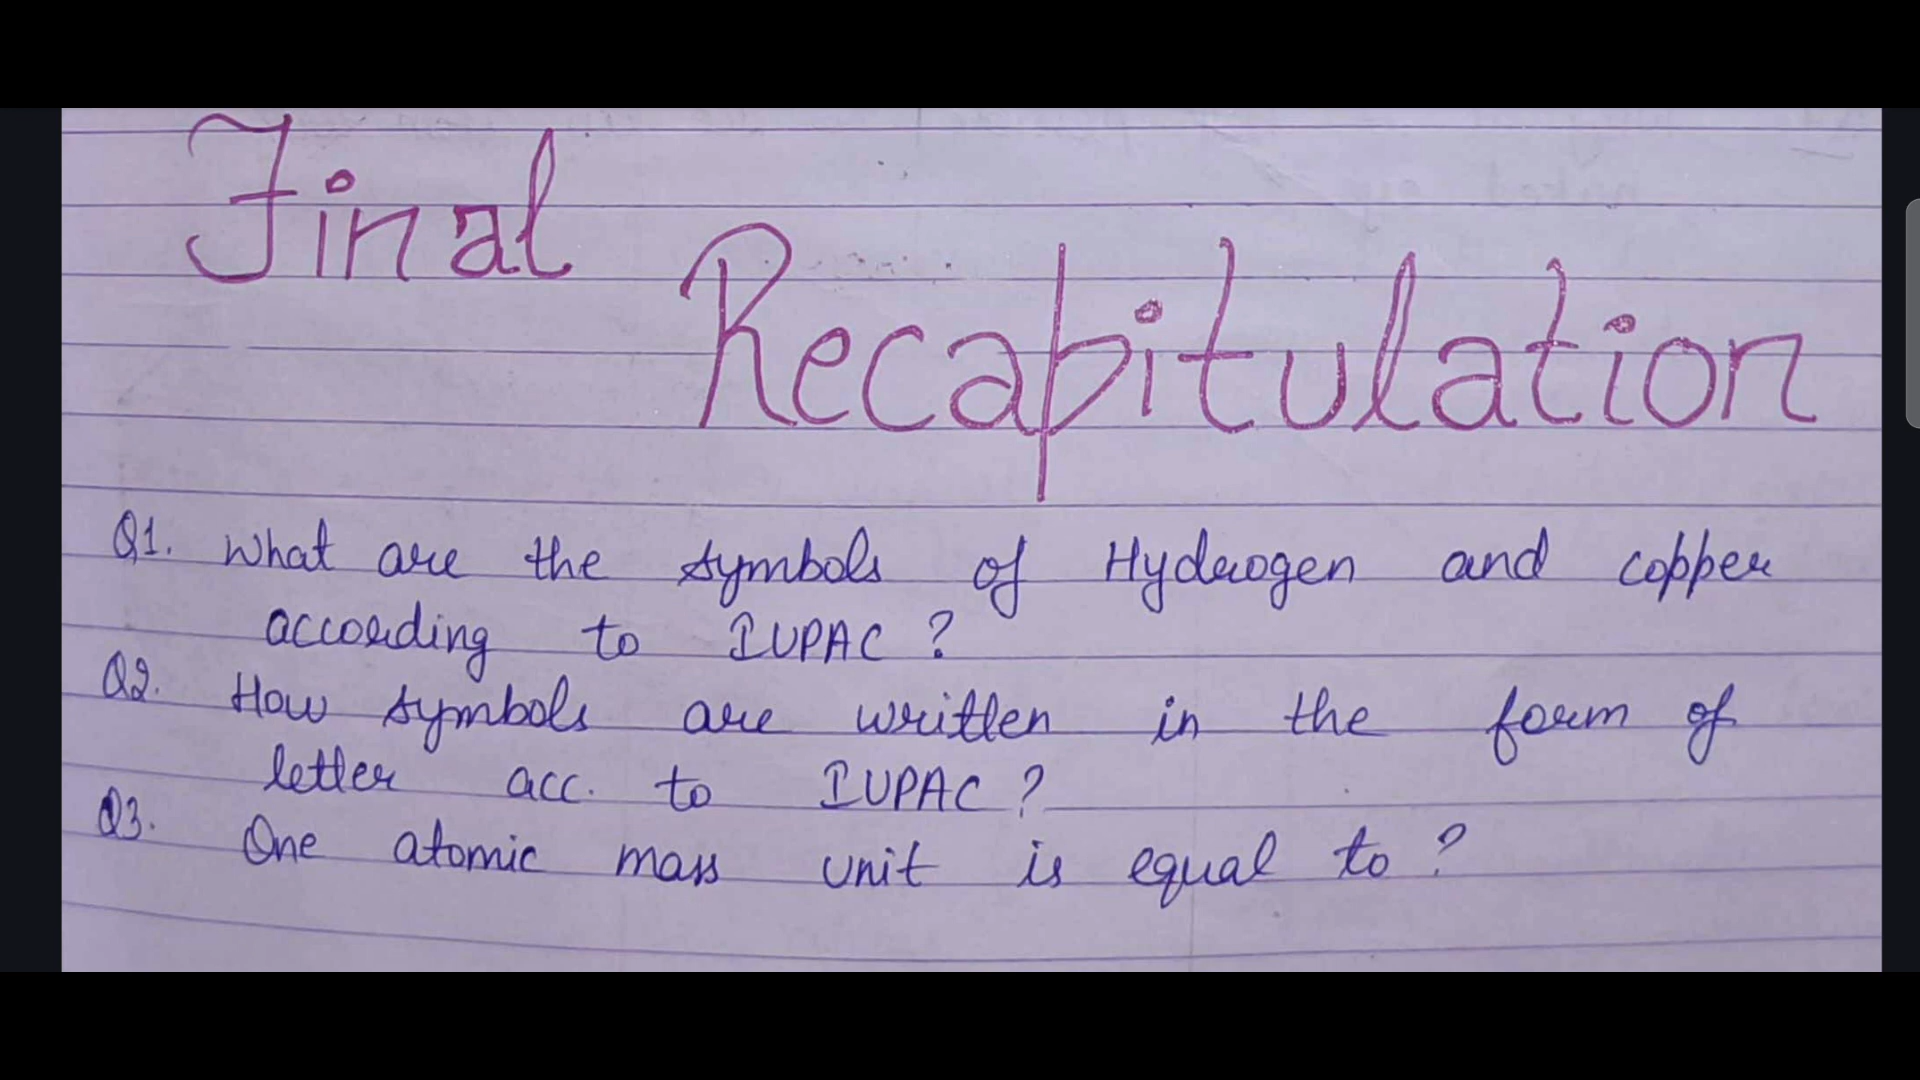 Final
Recapitulation
Q1. What are the symbols of Hydrogen and copper
according to IUPAC ?
Q2. How symbols are written in the form of
letter acc. to IUPAC ?
Q3. One atomic mass unit is equal to ?